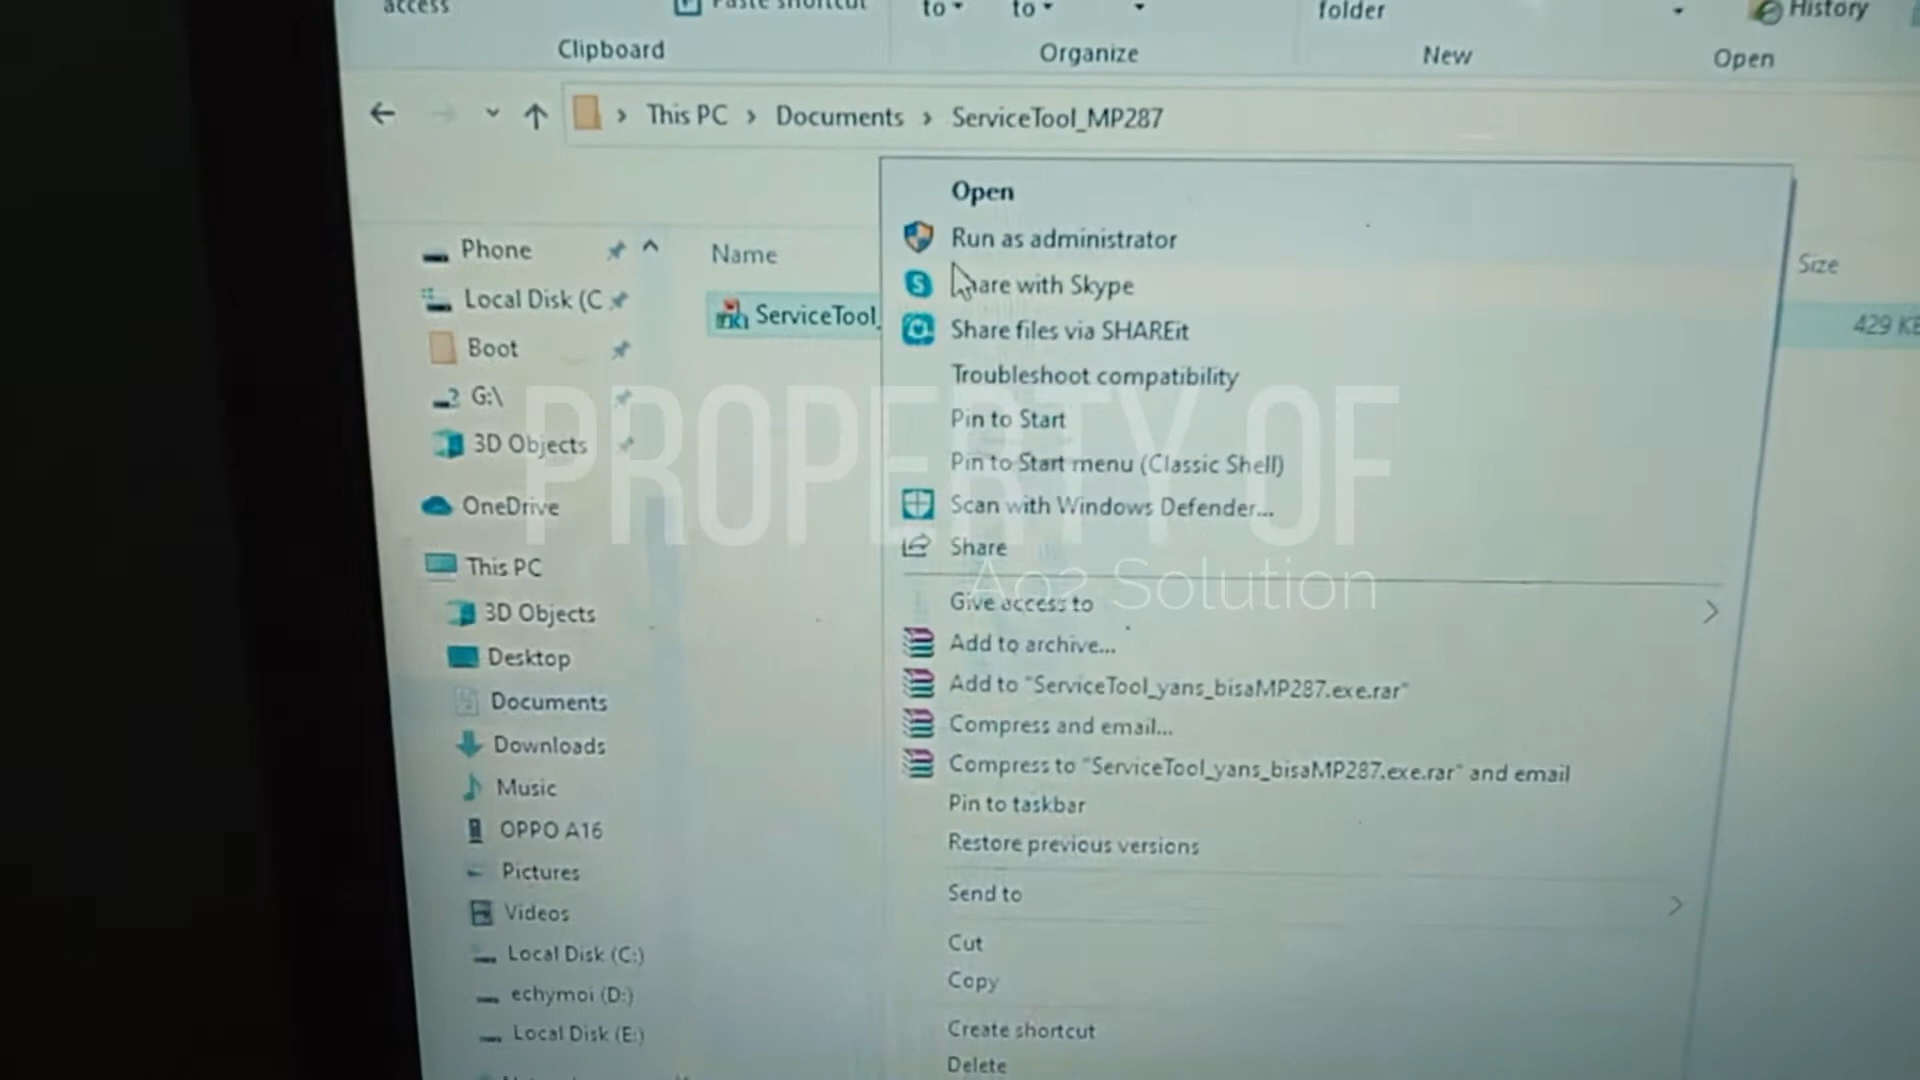 access
Paste shortcut
to
to
folder
History
Clipboard
Organize
New
Open
This PC > Documents > ServiceTool_MP287
Open
Run as administrator
Share with Skype
Share files via SHAREit
Troubleshoot compatibility
Pin to Start
Pin to Start menu (Classic Shell)
Scan with Windows Defender...
Share
Give access to
Add to archive...
Add to "ServiceTool_yans_bisaMP287.exe.rar"
Compress and email...
Compress to "ServiceTool_yans_bisaMP287.exe.rar" and email
Pin to taskbar
Restore previous versions
Send to
Cut
Copy
Create shortcut
Delete
Phone
Local Disk (C
Boot
G:\
3D Objects
OneDrive
This PC
3D Objects
Desktop
Documents
Downloads
Music
OPPO A16
Pictures
Videos
Local Disk (C:)
echymoi (D:)
Local Disk (E:)
Name
ServiceTool_
Size
429 KB
PROPERTY OF
Ao2 Solution